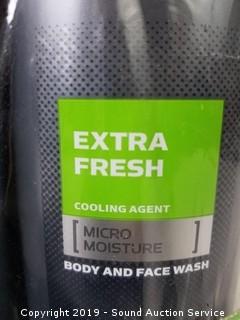 EXTRA
FRESH
COOLING AGENT
[MICRO
MOISTURE]
BODY AND FACE WASH
Copyright 2019 - Sound Auction Service